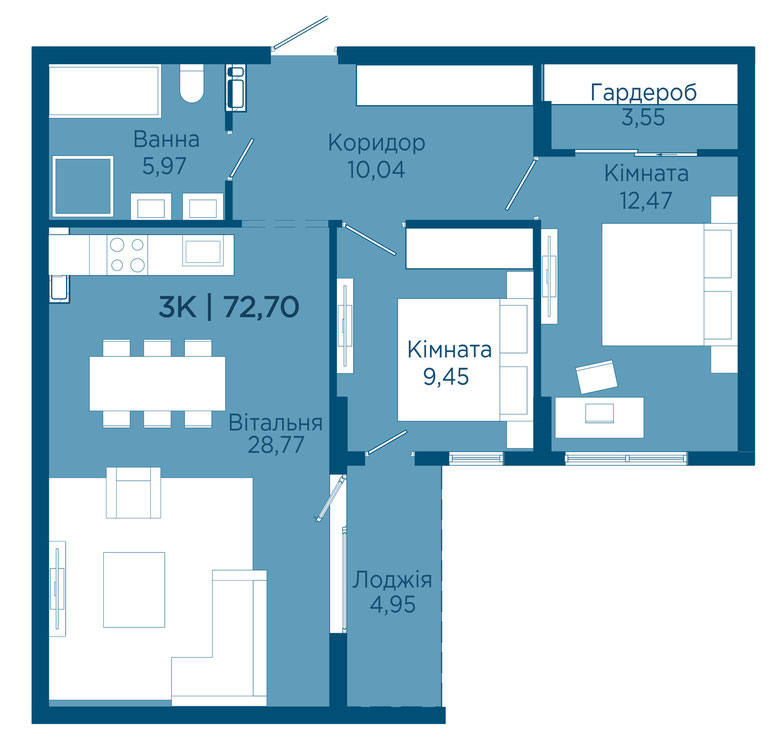 Гардероб
3,55
Ванна
5,97
Коридор
10,04
Кімната
12,47
3К | 72,70
Кімната
9,45
Вітальня
28,77
Лоджія
4,95